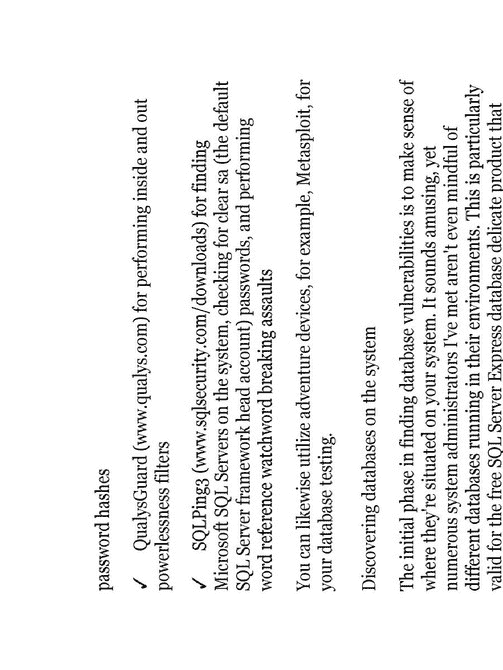 password hashes
✓ QualysGuard (www.qualys.com) for performing inside and out
powerlessness filters
✓ SQLPing3 (www.sqlsecurity.com/downloads) for finding
Microsoft SQL Servers on the system, checking for clear sa (the default
SQL Server framework head account) passwords, and performing
word reference watchword breaking assaults
You can likewise utilize adventure devices, for example, Metasploit, for
your database testing.
Discovering databases on the system
The initial phase in finding database vulnerabilities is to make sense of
where they're situated on your system. It sounds amusing, yet
numerous system administrators I've met aren't even mindful of
different databases running in their environments. This is particularly
valid for the free SQL Server Express database delicate product that